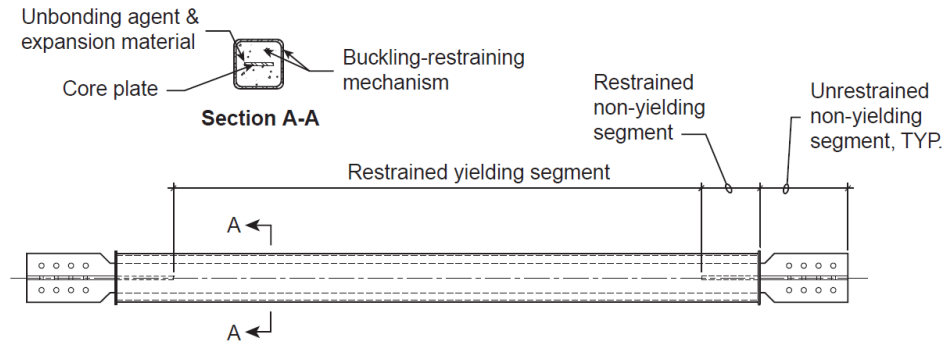 Unbonding agent &
expansion material
Core plate
Buckling-restraining
mechanism
Section A-A
Restrained
non-yielding
segment
Unrestrained
non-yielding
segment, TYP.
Restrained yielding segment
A
A